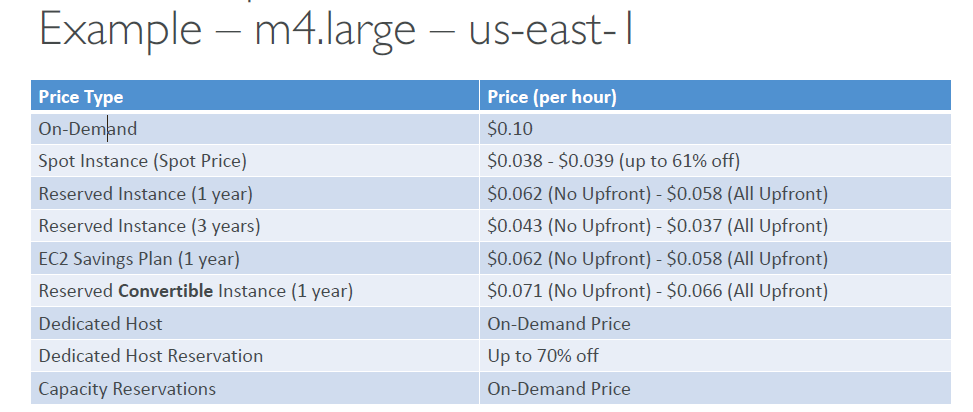 Example – m4.large – us-east-1
Price Type Price (per hour)
On-Demand $0.10
Spot Instance (Spot Price) $0.038 - $0.039 (up to 61% off)
Reserved Instance (1 year) $0.062 (No Upfront) - $0.058 (All Upfront)
Reserved Instance (3 years) $0.043 (No Upfront) - $0.037 (All Upfront)
EC2 Savings Plan (1 year) $0.062 (No Upfront) - $0.058 (All Upfront)
Reserved Convertible Instance (1 year) $0.071 (No Upfront) - $0.066 (All Upfront)
Dedicated Host On-Demand Price
Dedicated Host Reservation Up to 70% off
Capacity Reservations On-Demand Price